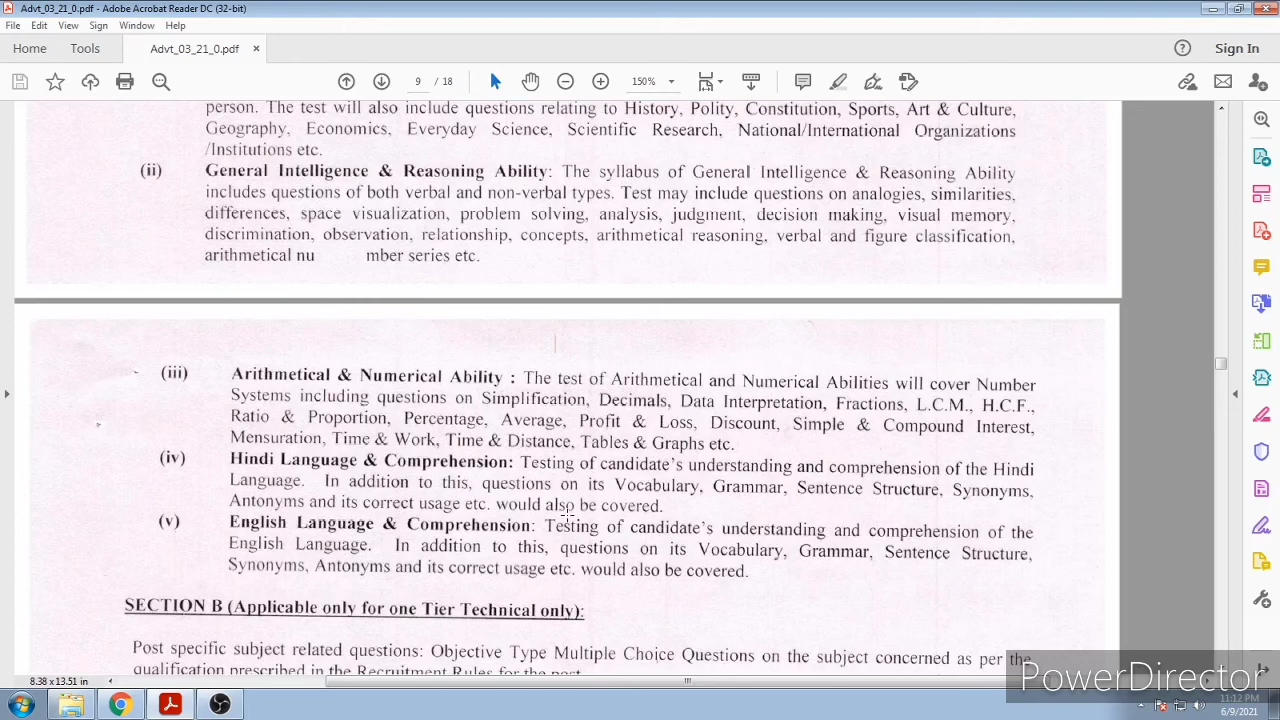 Advt_03_21_0.pdf - Adobe Acrobat Reader DC (32-bit)
File Edit View Sign Window Help
Home Tools Advt_03_21_0.pdf × Sign In
9 / 18 150%
person. The test will also include questions relating to History, Polity, Constitution, Sports, Art & Culture,
Geography, Economics, Everyday Science, Scientific Research, National/International Organizations
/Institutions etc.
(ii) General Intelligence & Reasoning Ability: The syllabus of General Intelligence & Reasoning Ability
includes questions of both verbal and non-verbal types. Test may include questions on analogies, similarities,
differences, space visualization, problem solving, analysis, judgment, decision making, visual memory,
discrimination, observation, relationship, concepts, arithmetical reasoning, verbal and figure classification,
arithmetical nu mber series etc.
(iii) Arithmetical & Numerical Ability : The test of Arithmetical and Numerical Abilities will cover Number
Systems including questions on Simplification, Decimals, Data Interpretation, Fractions, L.C.M., H.C.F.,
Ratio & Proportion, Percentage, Average, Profit & Loss, Discount, Simple & Compound Interest,
Mensuration, Time & Work, Time & Distance, Tables & Graphs etc.
(iv) Hindi Language & Comprehension: Testing of candidate's understanding and comprehension of the Hindi
Language. In addition to this, questions on its Vocabulary, Grammar, Sentence Structure, Synonyms,
Antonyms and its correct usage etc. would also be covered.
(v) English Language & Comprehension: Testing of candidate's understanding and comprehension of the
English Language. In addition to this, questions on its Vocabulary, Grammar, Sentence Structure,
Synonyms, Antonyms and its correct usage etc. would also be covered.
SECTION B (Applicable only for one Tier Technical only):
Post specific subject related questions: Objective Type Multiple Choice Questions on the subject concerned as per the
qualification prescribed in the Recruitment Rules for the post
8.38 x 13.51 in
PowerDirector
11:12 PM
6/9/2021